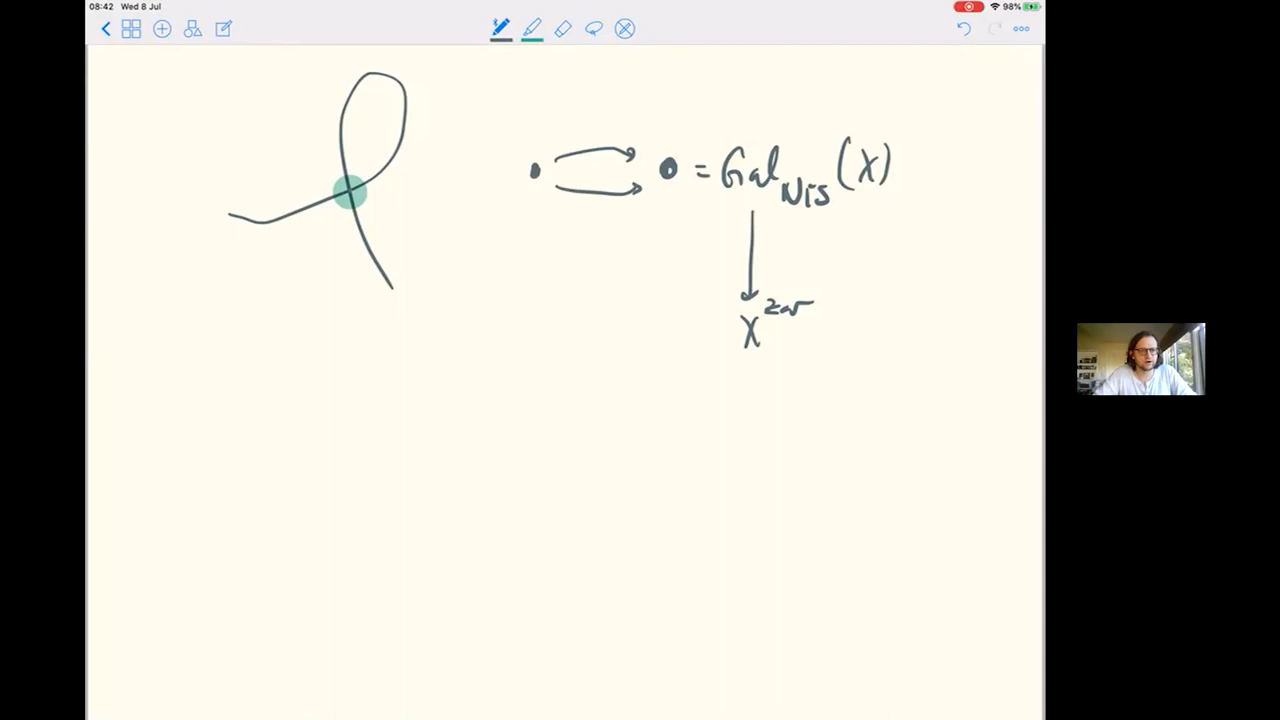 08:42 Wed 8 Jul
98%
• ⇉ • = Gal_Nis (X)
↓
X^zar